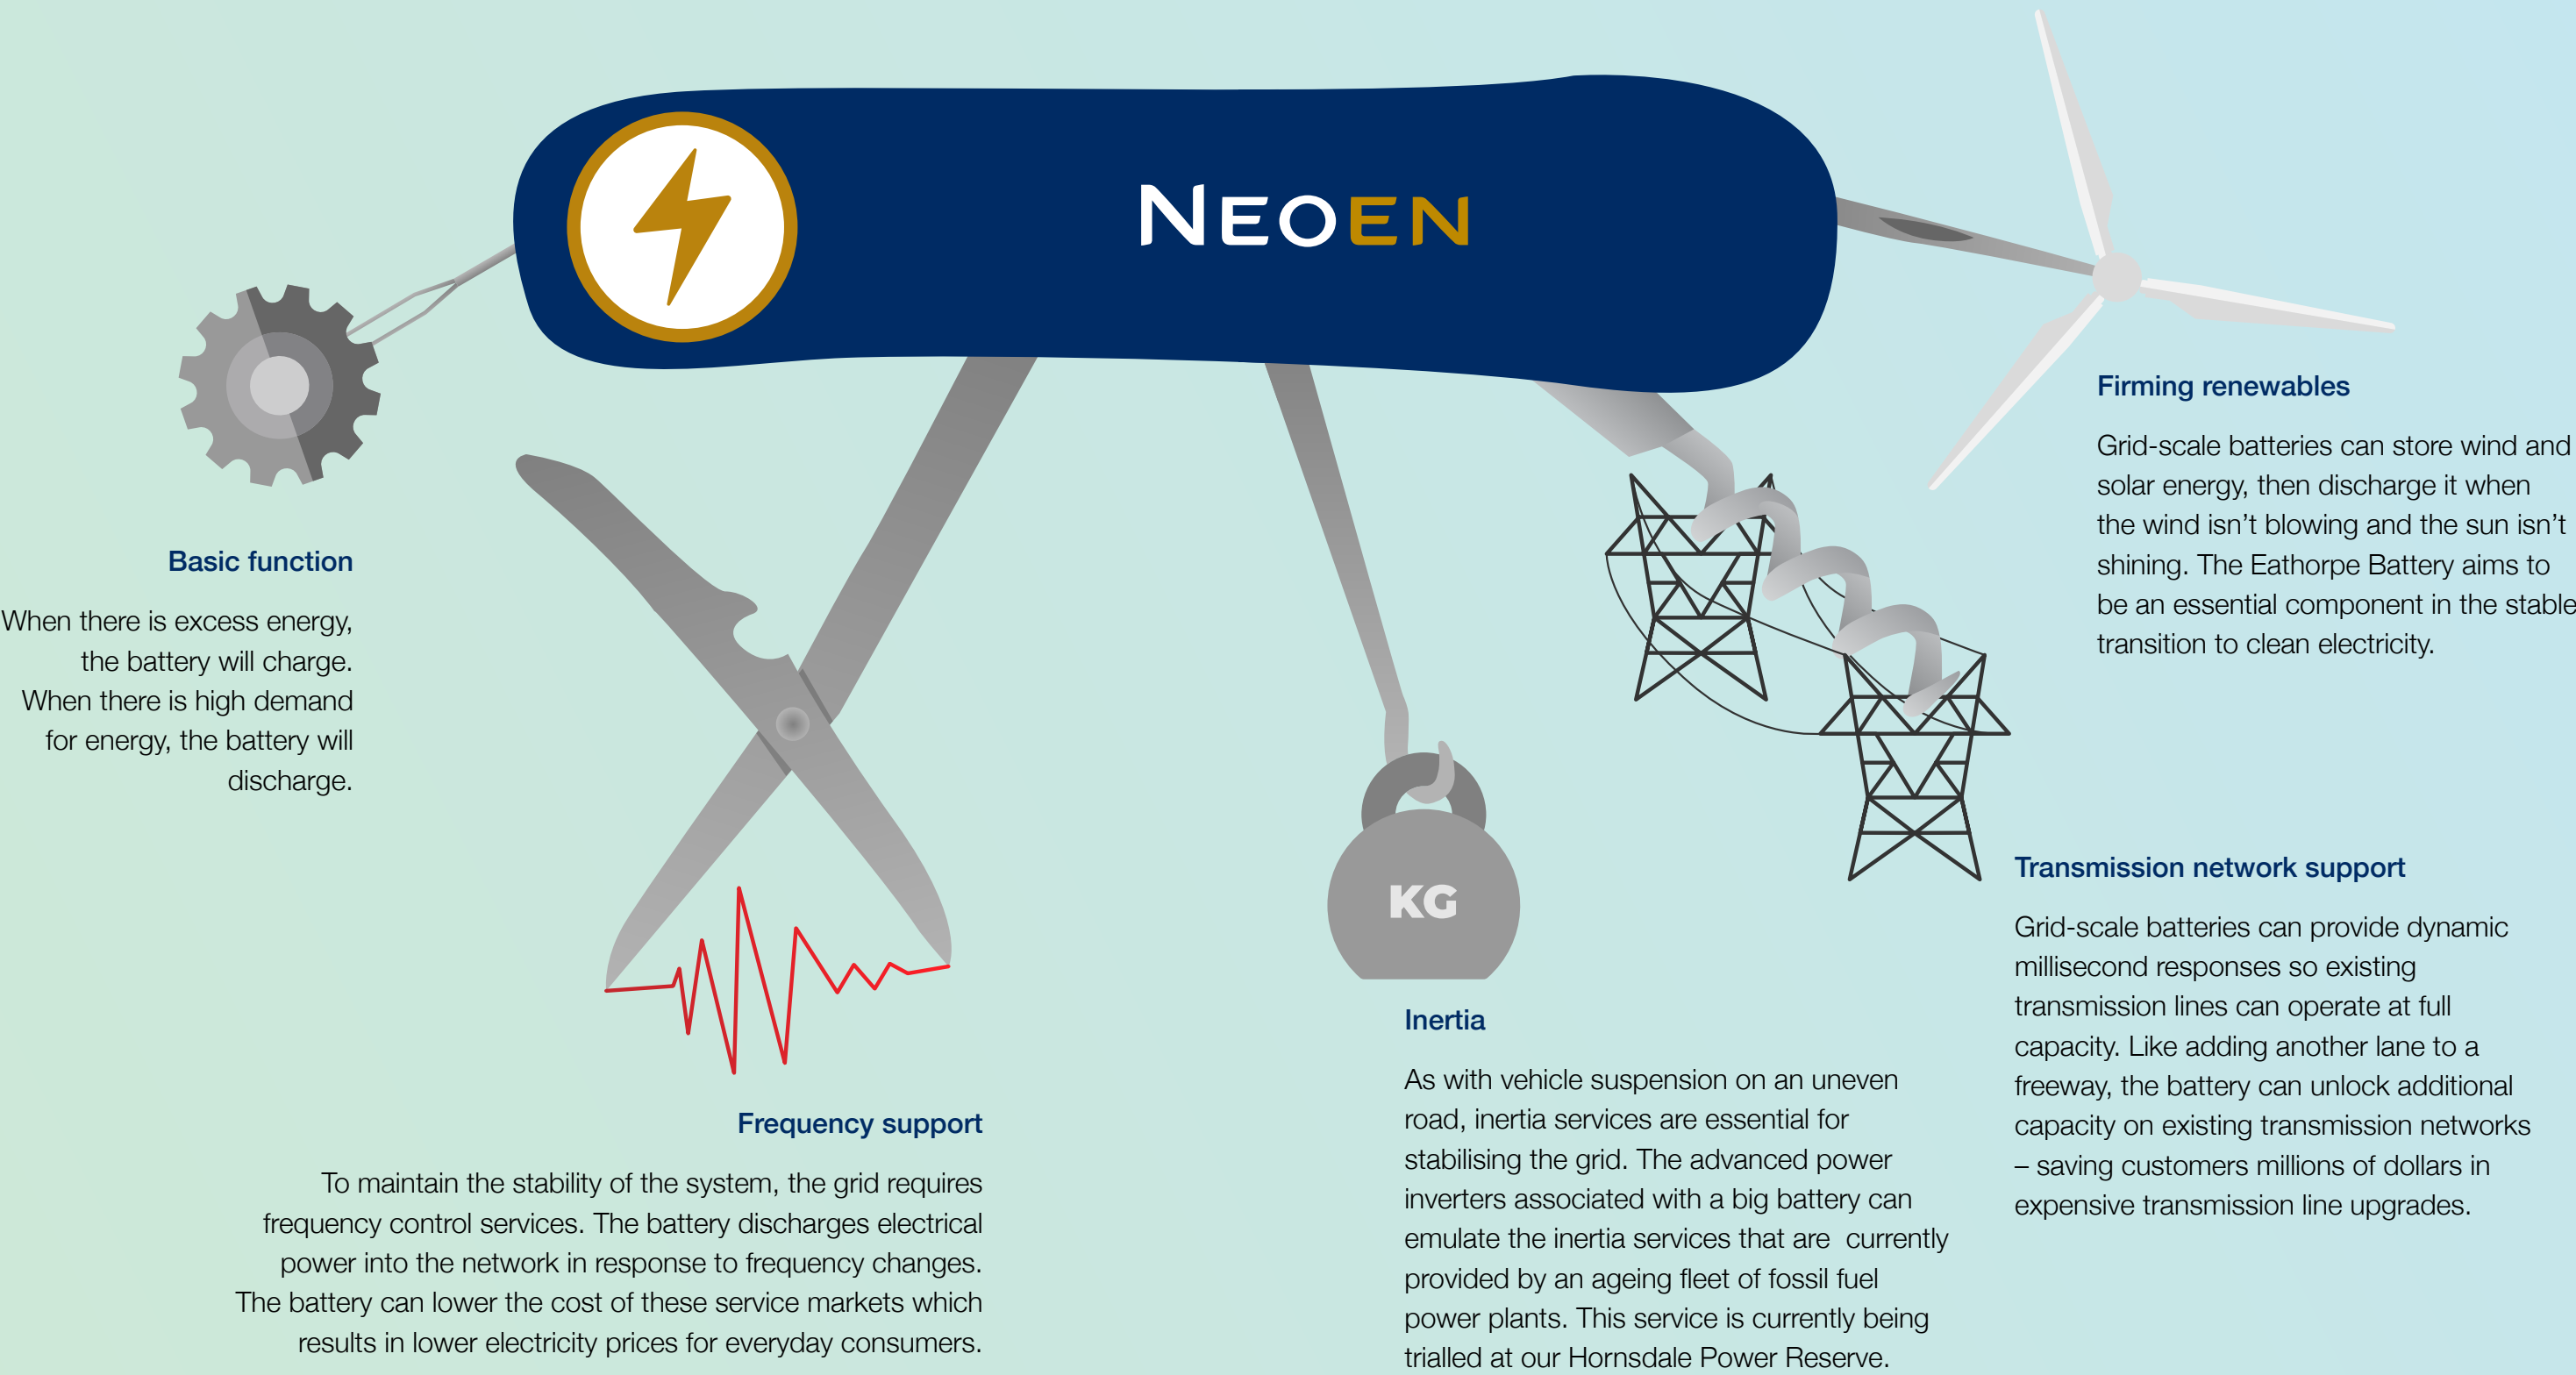 NEOEN
Basic function
When there is excess energy,
the battery will charge.
When there is high demand
for energy, the battery will
discharge.
Frequency support
To maintain the stability of the system, the grid requires
frequency control services. The battery discharges electrical
power into the network in response to frequency changes.
The battery can lower the cost of these service markets which
results in lower electricity prices for everyday consumers.
KG
Inertia
As with vehicle suspension on an uneven
road, inertia services are essential for
stabilising the grid. The advanced power
inverters associated with a big battery can
emulate the inertia services that are  currently
provided by an ageing fleet of fossil fuel
power plants. This service is currently being
trialled at our Hornsdale Power Reserve.
Transmission network support
Grid-scale batteries can provide dynamic
millisecond responses so existing
transmission lines can operate at full
capacity. Like adding another lane to a
freeway, the battery can unlock additional
capacity on existing transmission networks
– saving customers millions of dollars in
expensive transmission line upgrades.
Firming renewables
Grid-scale batteries can store wind and
solar energy, then discharge it when
the wind isn’t blowing and the sun isn’t
shining. The Eathorpe Battery aims to
be an essential component in the stable
transition to clean electricity.